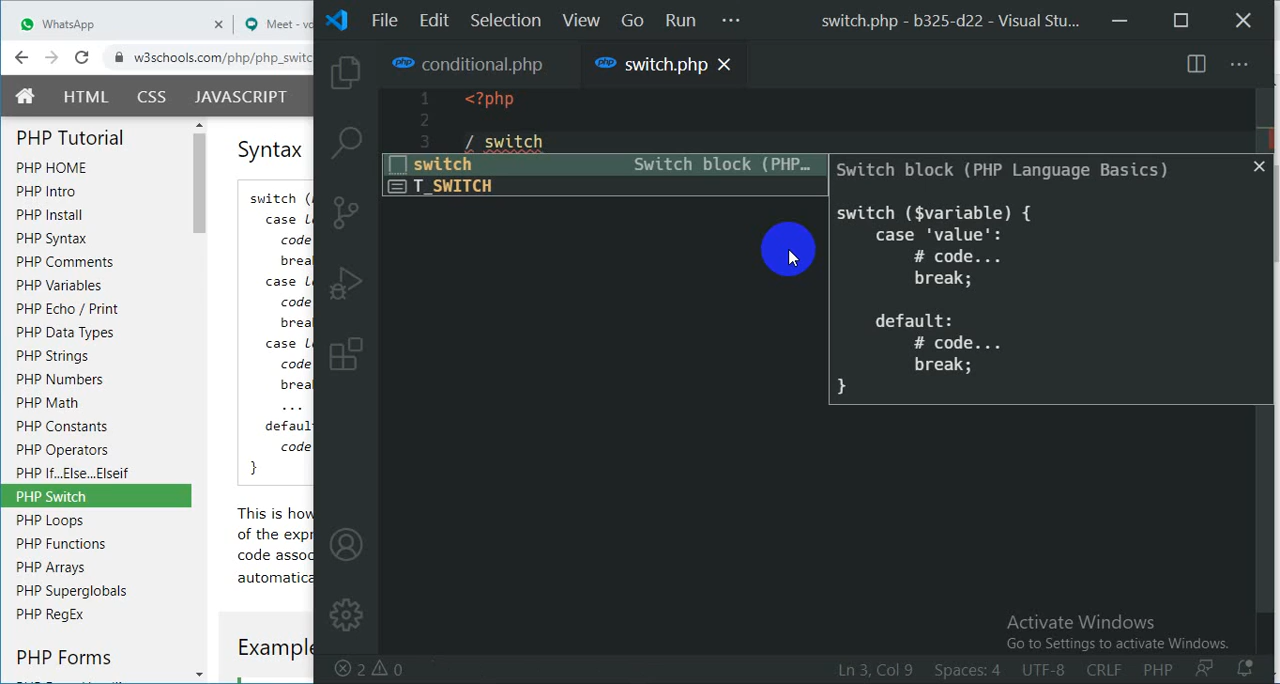 WhatsApp
Meet - vo
w3schools.com/php/php_switc
HTML CSS JAVASCRIPT
PHP Tutorial
PHP HOME
PHP Intro
PHP Install
PHP Syntax
PHP Comments
PHP Variables
PHP Echo / Print
PHP Data Types
PHP Strings
PHP Numbers
PHP Math
PHP Constants
PHP Operators
PHP If...Else...Elseif
PHP Switch
PHP Loops
PHP Functions
PHP Arrays
PHP Superglobals
PHP RegEx
PHP Forms
Syntax
switch (
case l
code
brea
case l
code
brea
case l
code
brea
...
defau
code
}
This is how
of the expr
code assoc
automatica
Example
File Edit Selection View Go Run ···
switch.php - b325-d22 - Visual Stu...
conditional.php
switch.php
1 <?php
2
3 / switch
switch Switch block (PHP…
T_SWITCH
Switch block (PHP Language Basics)
switch ($variable) {
case 'value':
# code...
break;
default:
# code...
break;
}
Activate Windows
Go to Settings to activate Windows.
2 0
Ln 3, Col 9 Spaces: 4 UTF-8 CRLF PHP